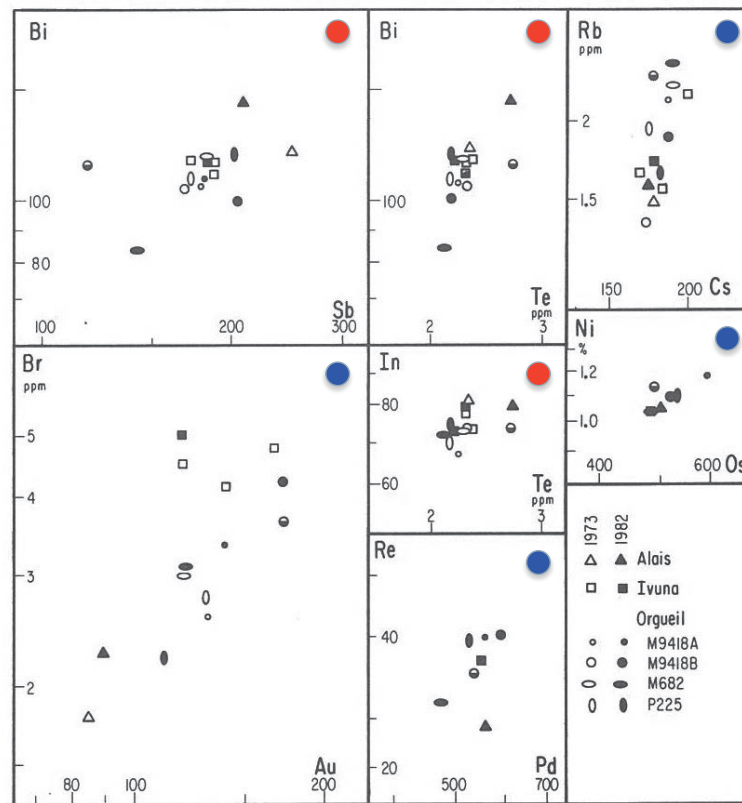 Bi
100
80
100
200
300
Sb
Bi
100
2
3
Te
ppm
Rb
ppm
2
1.5
150
200
Cs
Ni
%
1.2
1.0
400
600
Os
Br
ppm
5
4
3
2
80
100
200
Au
In
80
70
60
2
3
Te
ppm
Re
40
20
500
700
Pd
1973
1982
Alais
Ivuna
Orgueil
M9418A
M9418B
M682
P225